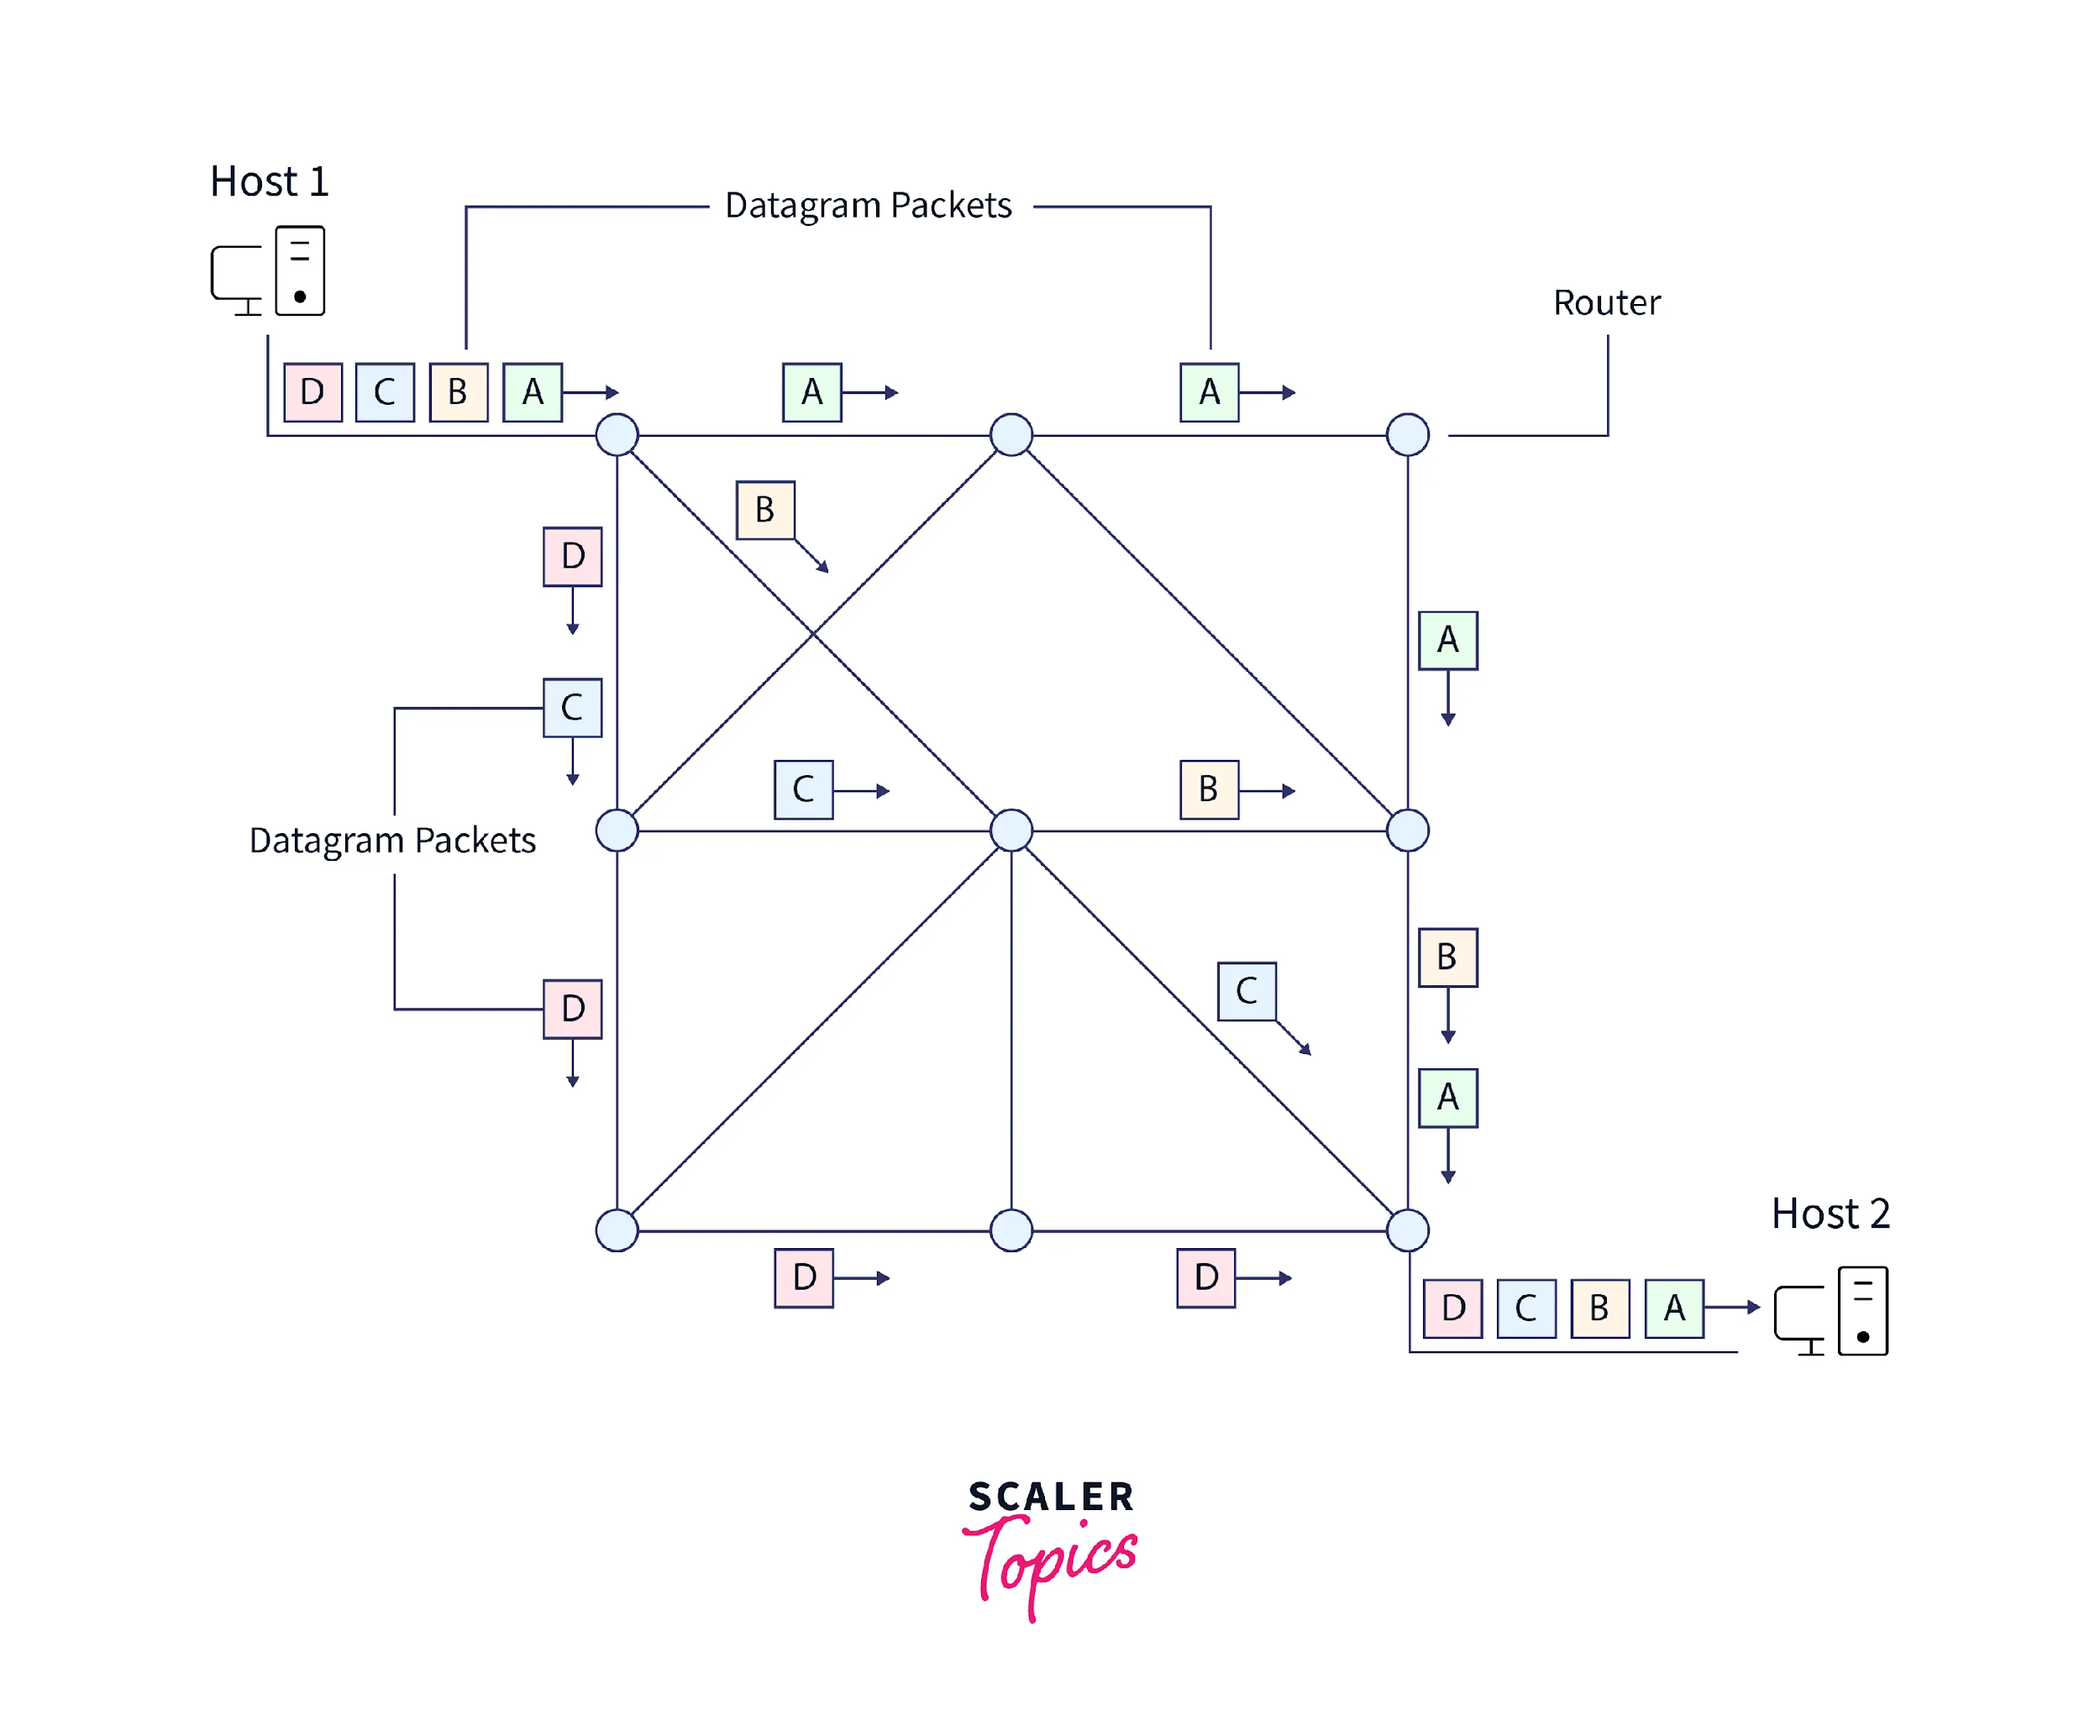 Host 1
Datagram Packets
Router
D C B A
A
A
B
D
A
C
C
B
Datagram Packets
B
C
D
A
Host 2
D
D
D C B A
SCALER
Topics